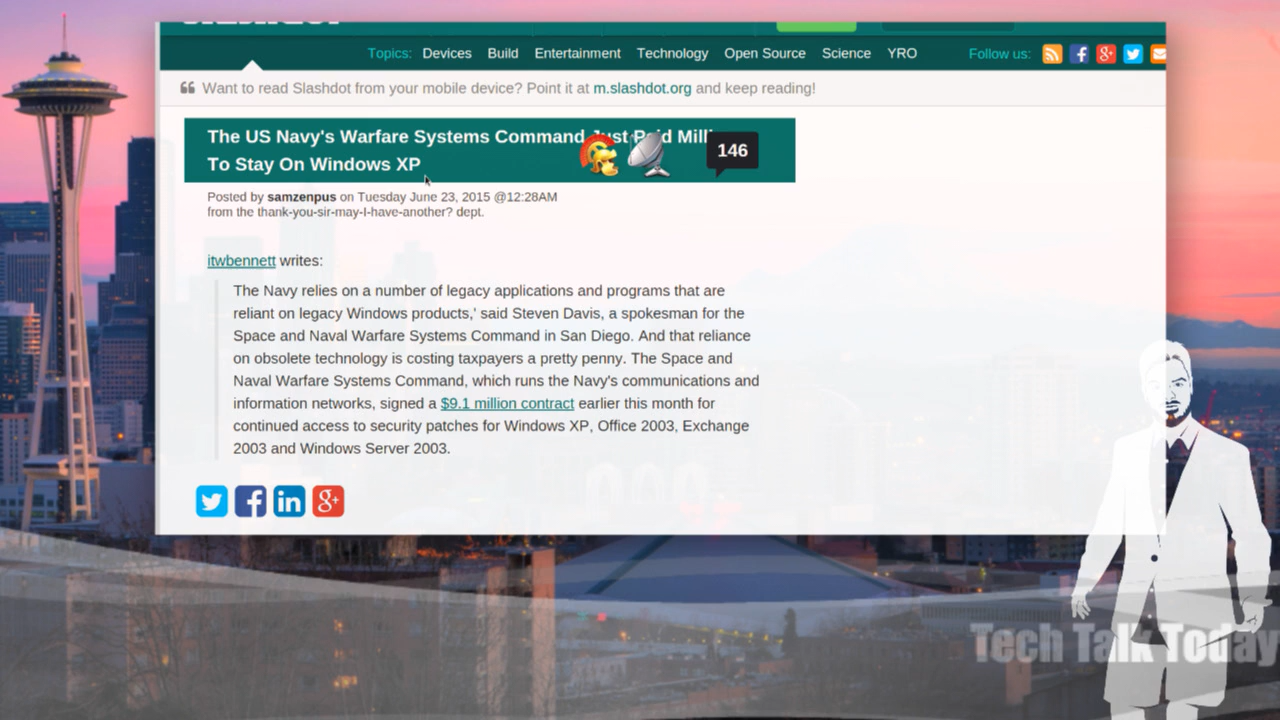 Topics: Devices Build Entertainment Technology Open Source Science YRO Follow us:
Want to read Slashdot from your mobile device? Point it at m.slashdot.org and keep reading!
The US Navy's Warfare Systems Command Just Paid Milli
To Stay On Windows XP
146
Posted by samzenpus on Tuesday June 23, 2015 @12:28AM
from the thank-you-sir-may-I-have-another? dept.
itwbennett writes:
The Navy relies on a number of legacy applications and programs that are
reliant on legacy Windows products,' said Steven Davis, a spokesman for the
Space and Naval Warfare Systems Command in San Diego. And that reliance
on obsolete technology is costing taxpayers a pretty penny. The Space and
Naval Warfare Systems Command, which runs the Navy's communications and
information networks, signed a $9.1 million contract earlier this month for
continued access to security patches for Windows XP, Office 2003, Exchange
2003 and Windows Server 2003.
Tech Talk Today